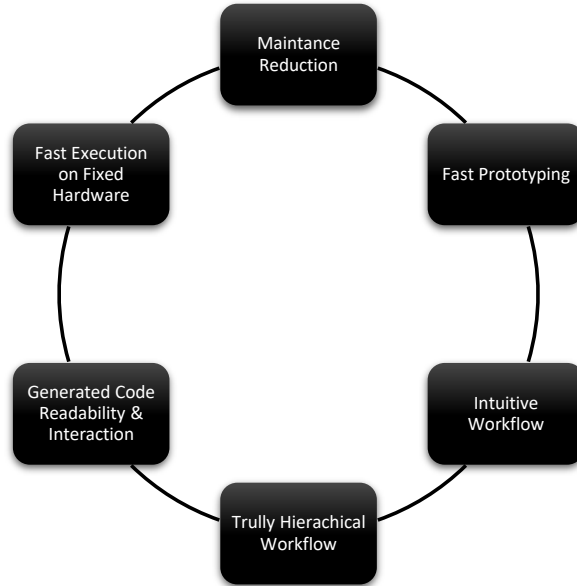 Maintance
Reduction
Fast Prototyping
Intuitive
Workflow
Trully Hierachical
Workflow
Generated Code
Readability &
Interaction
Fast Execution
on Fixed
Hardware